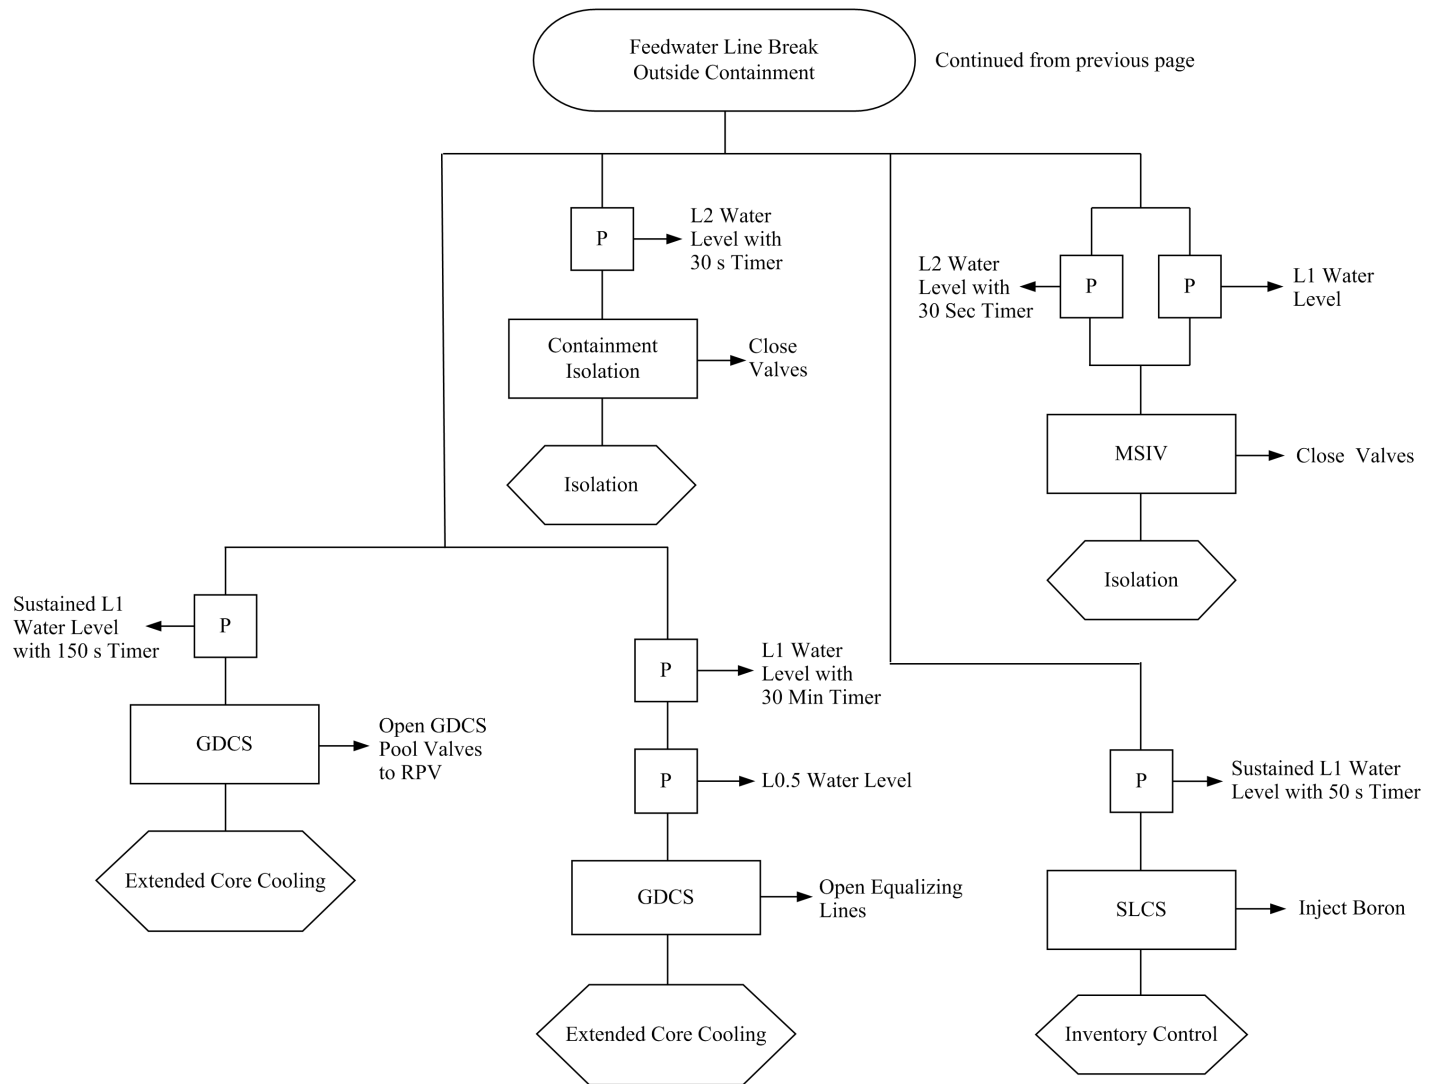 Feedwater Line Break
Outside Containment
Continued from previous page
P
L2 Water
Level with
30 s Timer
Containment
Isolation
Close
Valves
Isolation
L2 Water
Level with
30 Sec Timer
P
P
L1 Water
Level
MSIV
Close Valves
Isolation
Sustained L1
Water Level
with 150 s Timer
P
GDCS
Open GDCS
Pool Valves
to RPV
Extended Core Cooling
P
L1 Water
Level with
30 Min Timer
P
L0.5 Water Level
GDCS
Open Equalizing
Lines
Extended Core Cooling
P
Sustained L1 Water
Level with 50 s Timer
SLCS
Inject Boron
Inventory Control